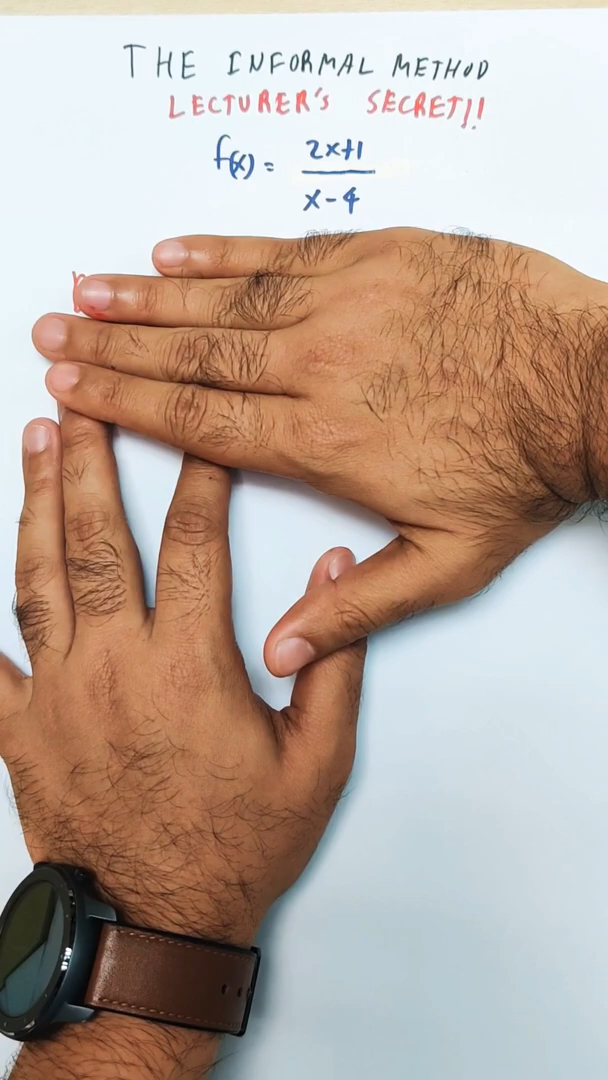 THE INFORMAL METHOD
LECTURER'S SECRET!!
f(x) = 2x+1
x-4